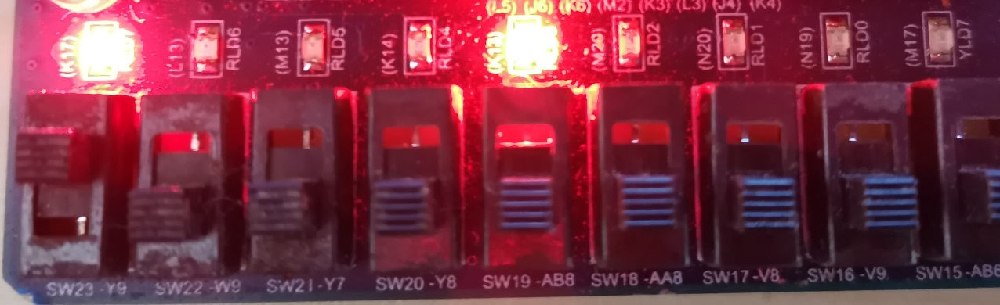 (L5) (J6) (K6) (M2) (K3) (L3) (J4) (K4)
(K17) (L13) RLD6 (M13) RLD5 (K14) RLD4 (K13) (M20) RLD2 (N20) RLD1 (N19) RLD0 (M17) YLD7
SW23 -Y9 SW22 -W9 SW21-Y7 SW20 -Y8 SW19 -AB8 SW18 -AA8 SW17 -V8 SW16 -V9 SW15 -AB6